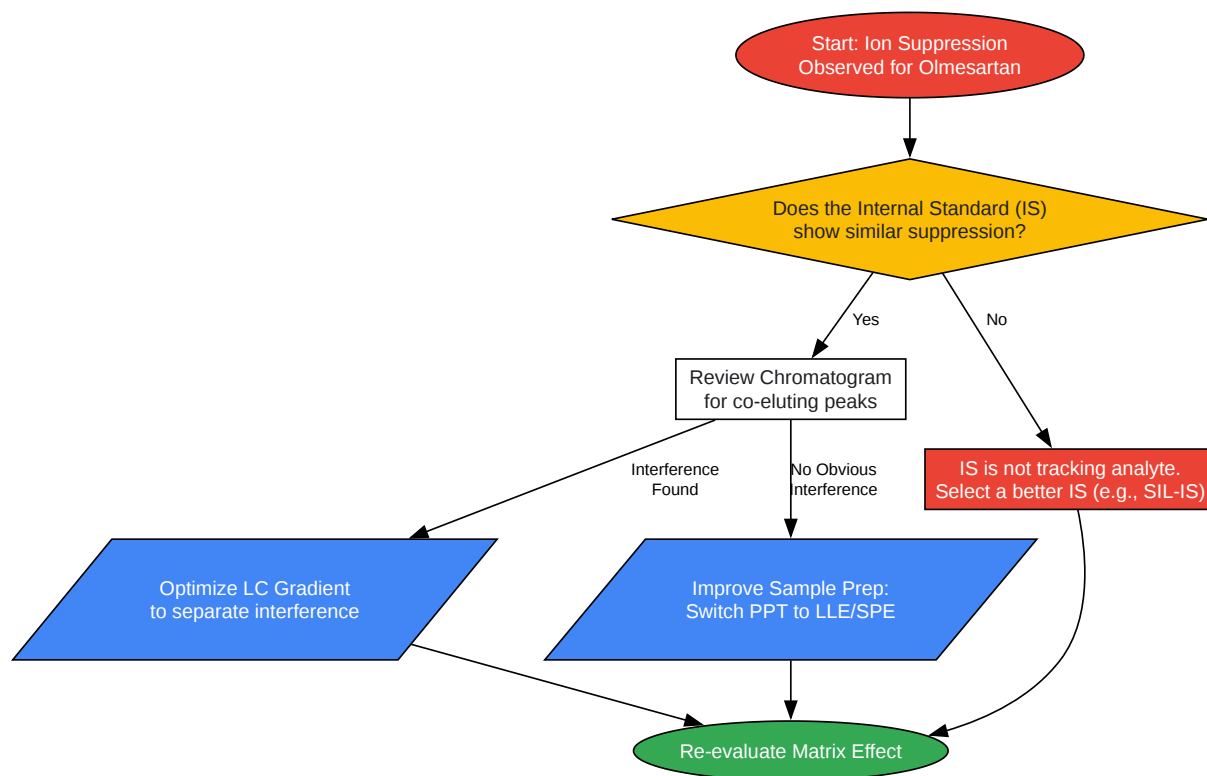 Start: Ion Suppression
Observed for Olmesartan
Does the Internal Standard (IS)
show similar suppression?
Yes
No
Review Chromatogram
for co-eluting peaks
IS is not tracking analyte.
Select a better IS (e.g., SIL-IS)
Interference
Found
No Obvious
Interference
Optimize LC Gradient
to separate interference
Improve Sample Prep:
Switch PPT to LLE/SPE
Re-evaluate Matrix Effect